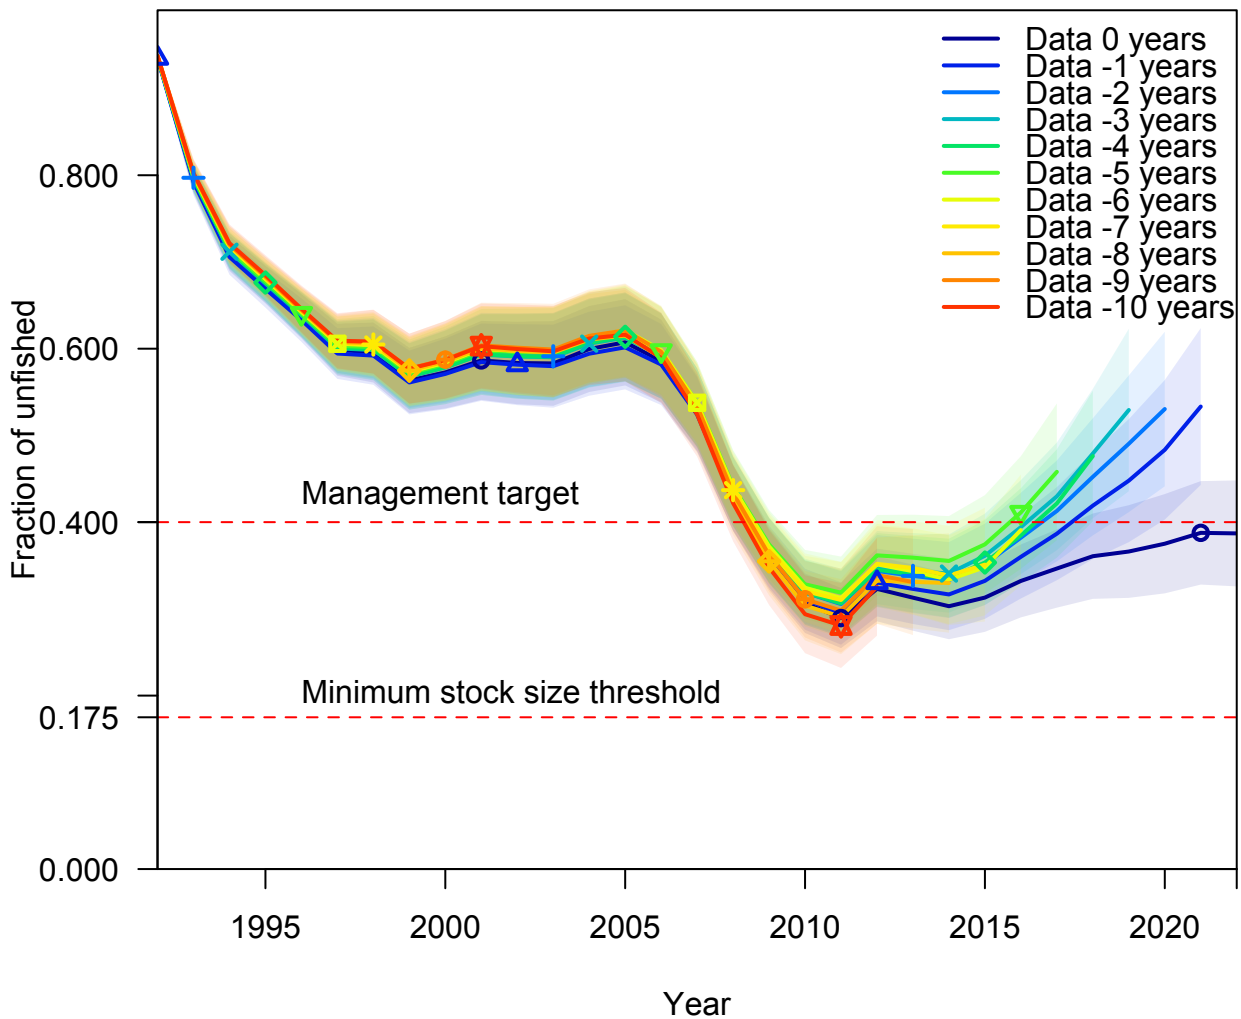 Data 0 years
Data -1 years
Data -2 years
Data -3 years
Data -4 years
Data -5 years
Data -6 years
Data -7 years
Data -8 years
Data -9 years
Data -10 years
0.800
0.600
0.400
0.175
0.000
Fraction of unfished
Management target
Minimum stock size threshold
1995 2000 2005 2010 2015 2020
Year